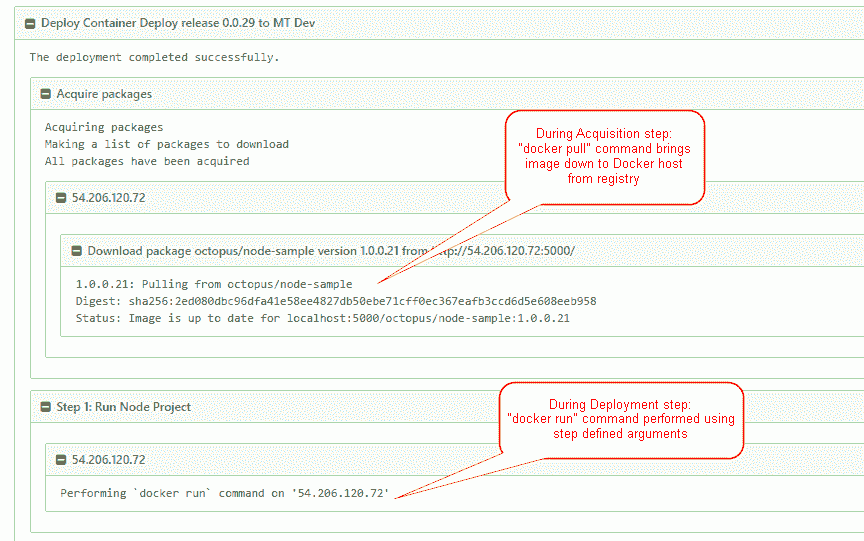 Deploy Container Deploy release 0.0.29 to MT Dev
The deployment completed successfully.
Acquire packages
Acquiring packages
Making a list of packages to download
All packages have been acquired
During Acquisition step:
"docker pull" command brings
image down to Docker host
from registry
54.206.120.72
Download package octopus/node-sample version 1.0.0.21 from tp://54.206.120.72:5000/
1.0.0.21: Pulling from octopus/node-sample
Digest: sha256:2ed080dbc96dfa41e58ee4827db50ebe71cff0ec367eafb3ccd6d5e608eeb958
Status: Image is up to date for localhost:5000/octopus/node-sample:1.0.0.21
Step 1: Run Node Project
During Deployment step:
"docker run" command performed using
step defined arguments
54.206.120.72
Performing `docker run` command on '54.206.120.72'